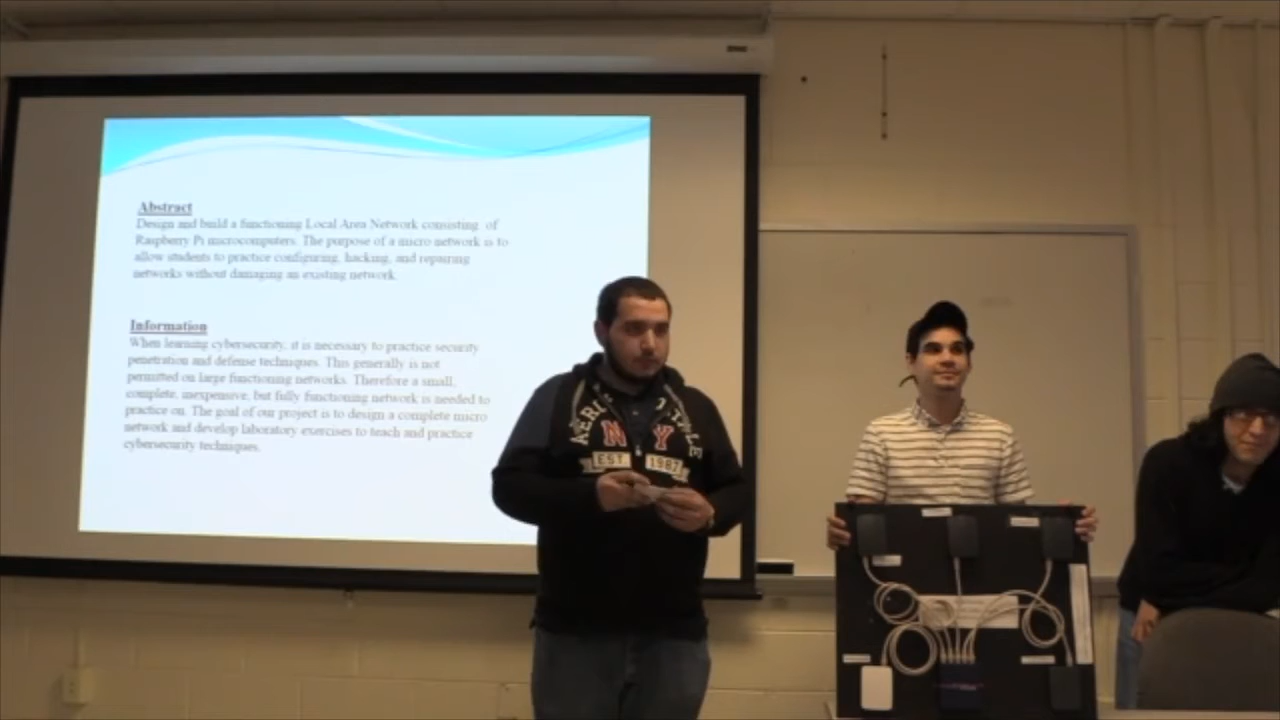 Abstract
Design and build a functioning Local Area Network consisting of
Raspberry Pi microcomputers. The purpose of a micro network is to
allow students to practice configuring, hacking, and repairing
networks without damaging an existing network.
Information
When learning cybersecurity, it is necessary to practice security
penetration and defense techniques. This generally is not
permitted on large functioning networks. Therefore a small,
complete, inexpensive, but fully functioning network is needed to
practice on. The goal of our project is to design a complete micro
network and develop laboratory exercises to teach and practice
cybersecurity techniques.
N Y
EST 1987